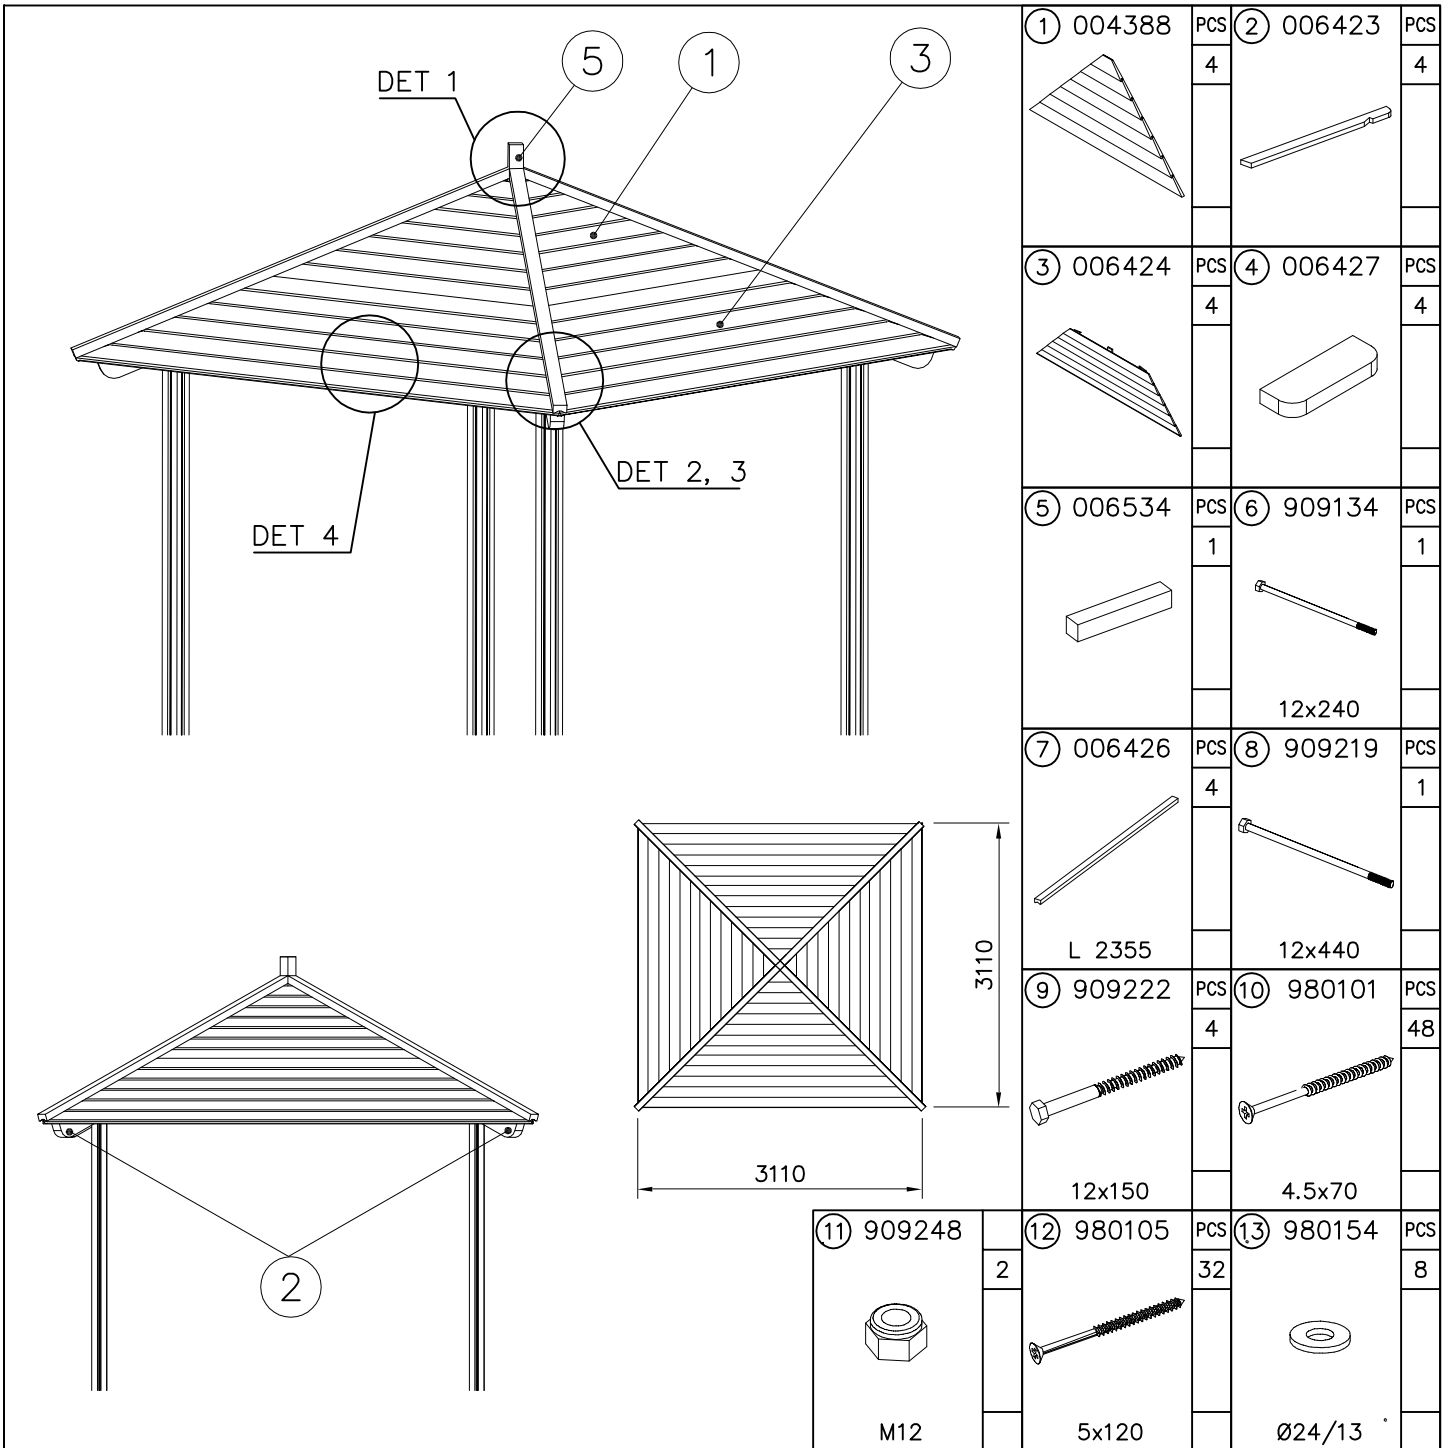 DET 1
5
1
3
DET 2, 3
DET 4
3110
3110
2
1 004388 PCS
4
2 006423 PCS
4
3 006424 PCS
4
4 006427 PCS
4
5 006534 PCS
1
6 909134 PCS
1
12x240
7 006426 PCS
4
L 2355
8 909219 PCS
1
12x440
9 909222 PCS
4
12x150
10 980101 PCS
48
4.5x70
11 909248
2
M12
12 980105 PCS
32
5x120
13 980154 PCS
8
Ø24/13